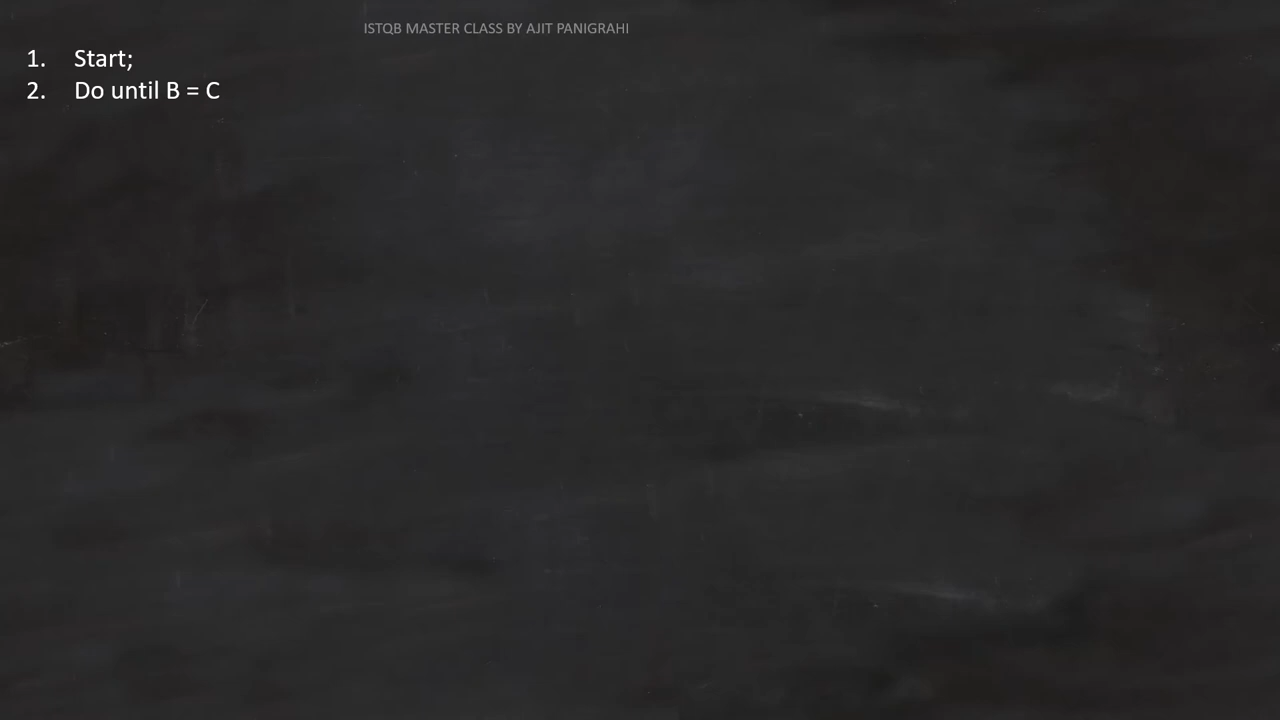 ISTQB MASTER CLASS BY AJIT PANIGRAHI
1. Start;
2. Do until B = C